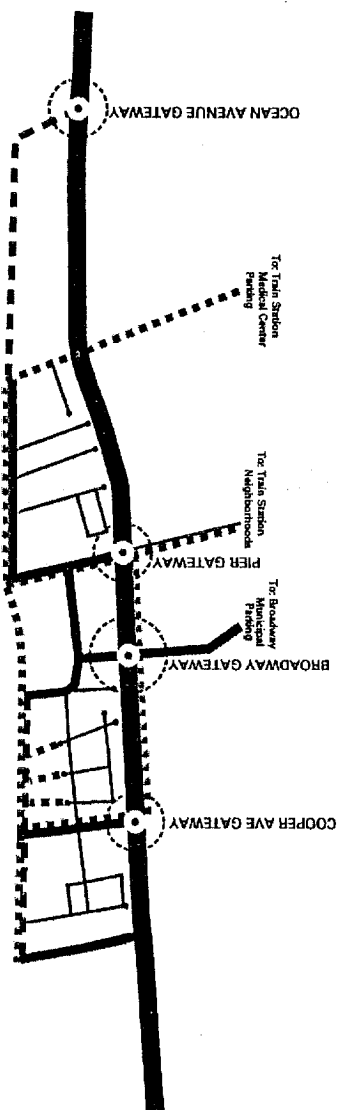 OCEAN AVENUE GATEWAY
To: Train Station
Medical Center
Parking
To: Train Station
Neighborhoods
PIER GATEWAY
To: Broadway
Municipal
Parking
BROADWAY GATEWAY
COOPER AVE GATEWAY